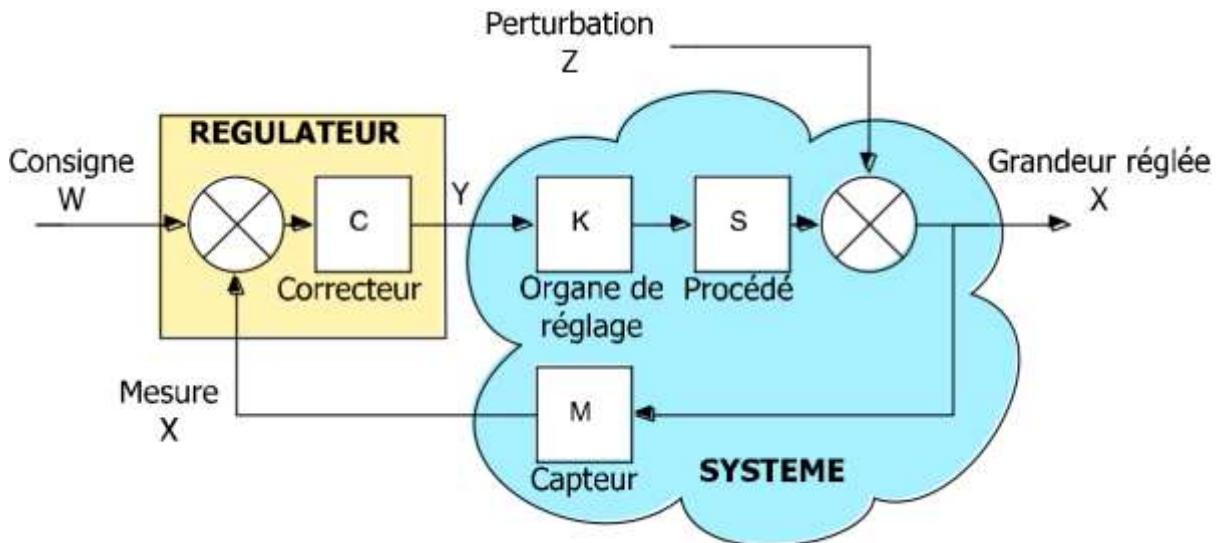 Perturbation
Z
REGULATEUR
Consigne
W
C
Correcteur
Y
K
Organe de
réglage
S
Procédé
Grandeur réglée
X
Mesure
X
M
Capteur
SYSTEME